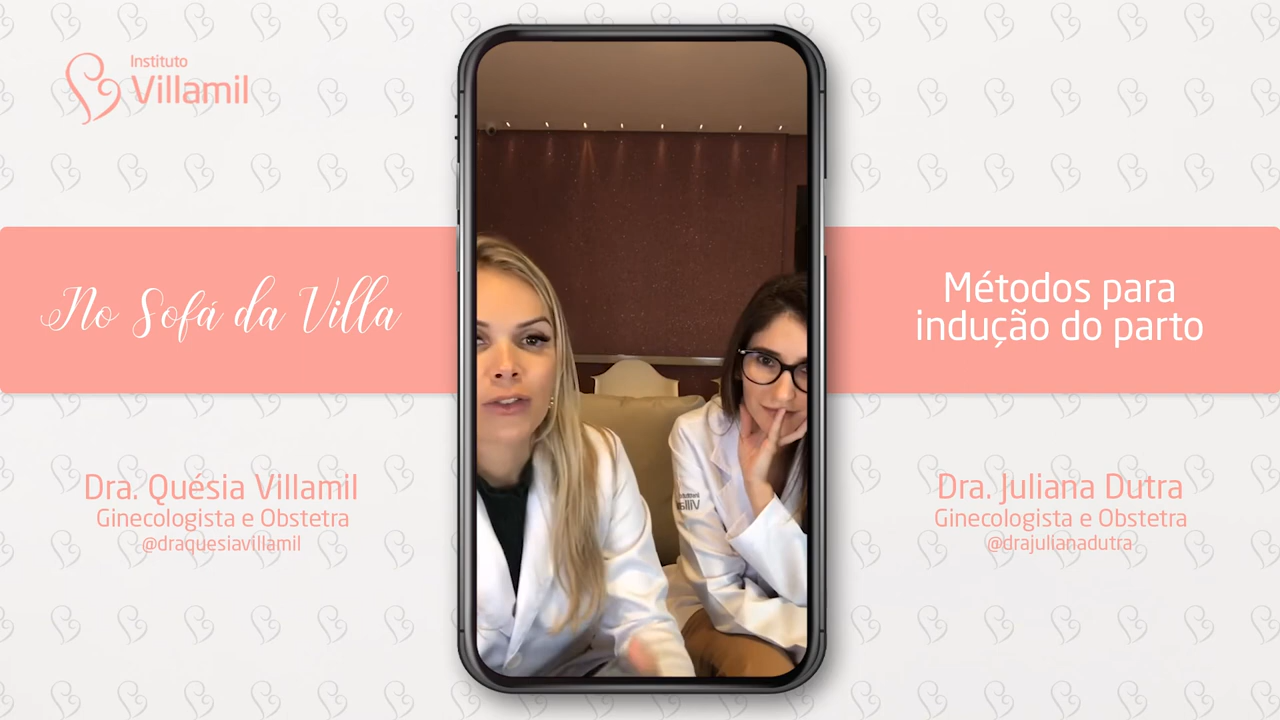 Instituto
Villamil
No Sofá da Villa
Métodos para
indução do parto
Dra. Quésia Villamil
Ginecologista e Obstetra
@draquesiavillamil
Dra. Juliana Dutra
Ginecologista e Obstetra
@drajulianadutra